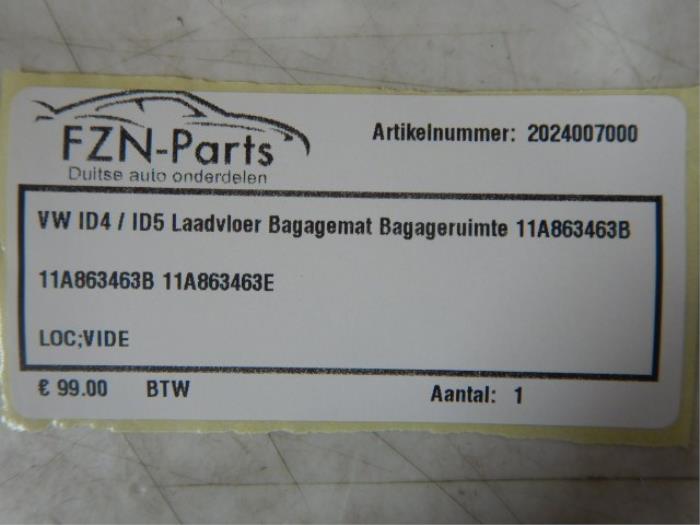 FZN-Parts
Duitse auto onderdelen
Artikelnummer: 2024007000
VW ID4 / ID5 Laadvloer Bagagemat Bagageruimte 11A863463B
11A863463B 11A863463E
LOC;VIDE
€ 99.00 BTW Aantal: 1